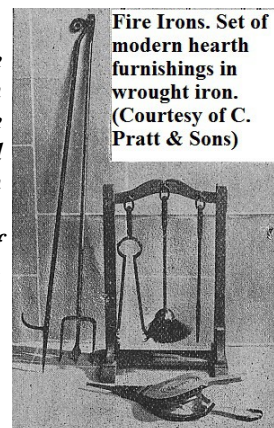 Fire Irons. Set of
modern hearth
furnishings in
wrought iron.
(Courtesy of C.
Pratt & Sons)